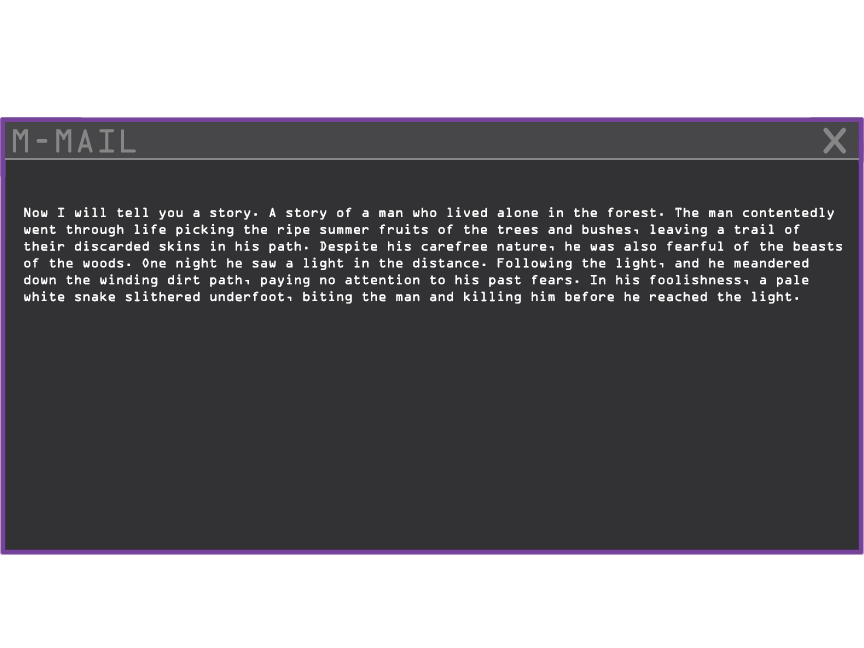 M-MAIL X
Now I will tell you a story. A story of a man who lived alone in the forest. The man contentedly
went through life picking the ripe summer fruits of the trees and bushes, leaving a trail of
their discarded skins in his path. Despite his carefree nature, he was also fearful of the beasts
of the woods. One night he saw a light in the distance. Following the light, and he meandered
down the winding dirt path, paying no attention to his past fears. In his foolishness, a pale
white snake slithered underfoot, biting the man and killing him before he reached the light.